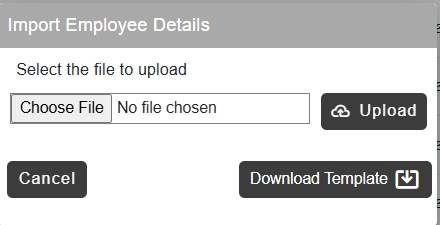 Import Employee Details
Select the file to upload
Choose File No file chosen
Upload
Cancel
Download Template